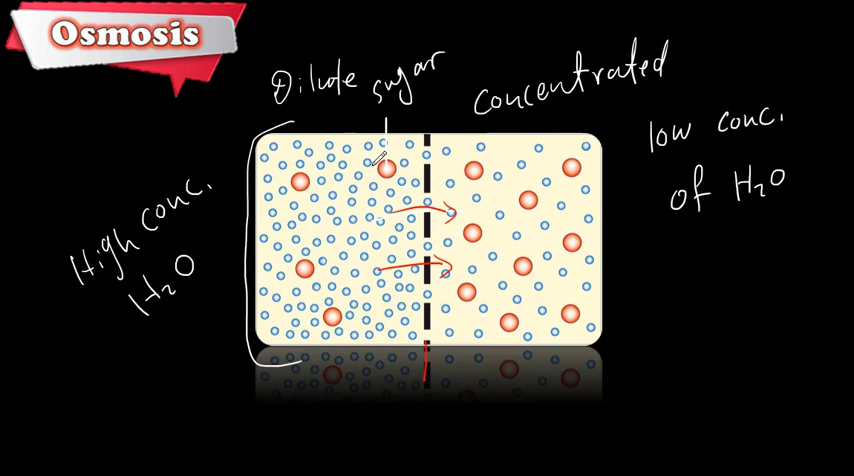 Osmosis
Dilute
sugar
concentrated
low conc.
of H₂O
High conc.
H₂O